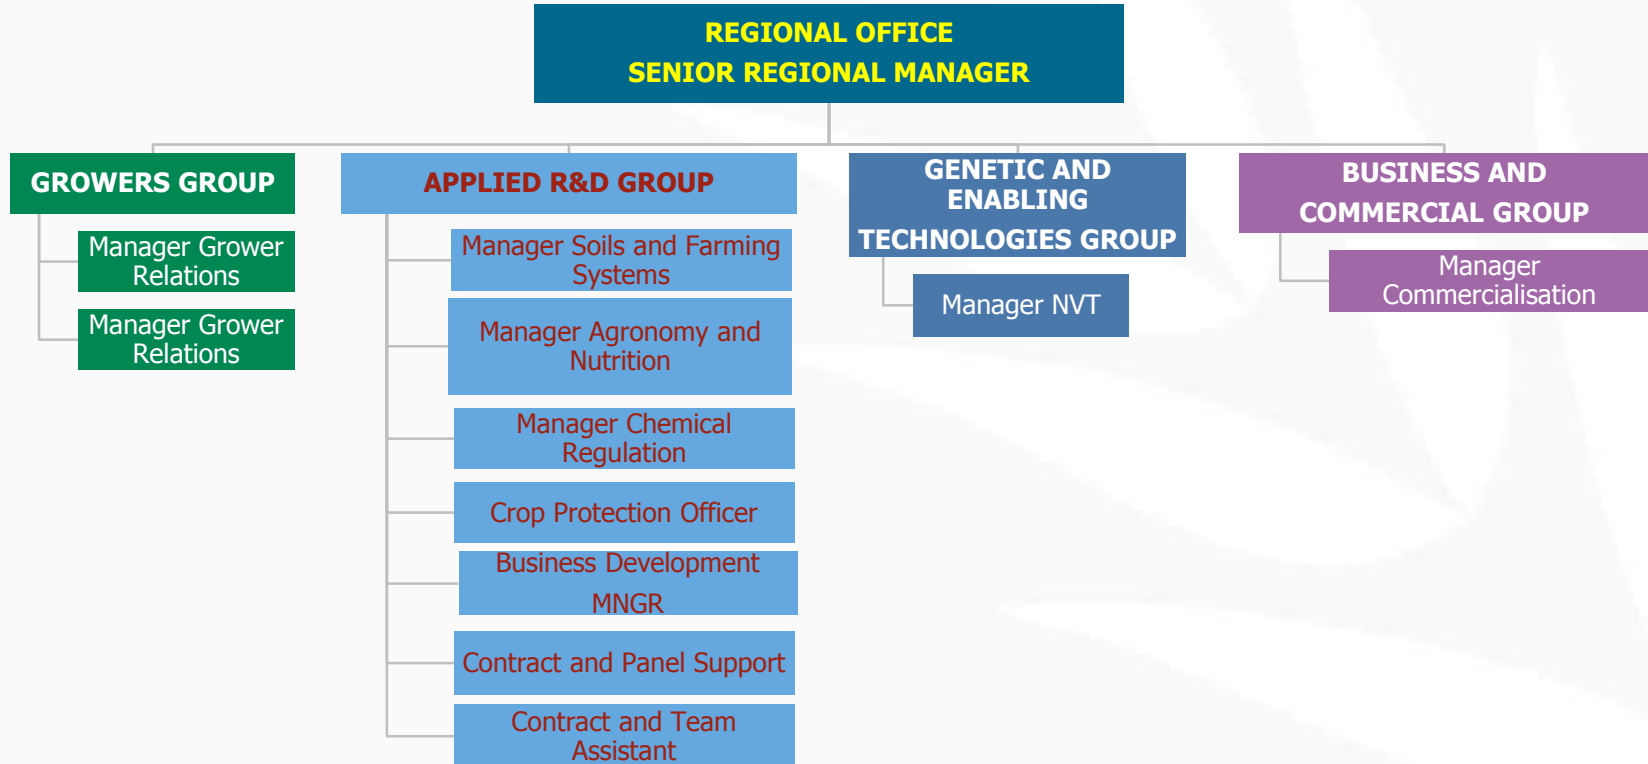 REGIONAL OFFICE
SENIOR REGIONAL MANAGER
GROWERS GROUP
Manager Grower
Relations
Manager Grower
Relations
APPLIED R&D GROUP
Manager Soils and Farming
Systems
Manager Agronomy and
Nutrition
Manager Chemical
Regulation
Crop Protection Officer
Business Development
MNGR
Contract and Panel Support
Contract and Team
Assistant
GENETIC AND
ENABLING
TECHNOLOGIES GROUP
Manager NVT
BUSINESS AND
COMMERCIAL GROUP
Manager
Commercialisation